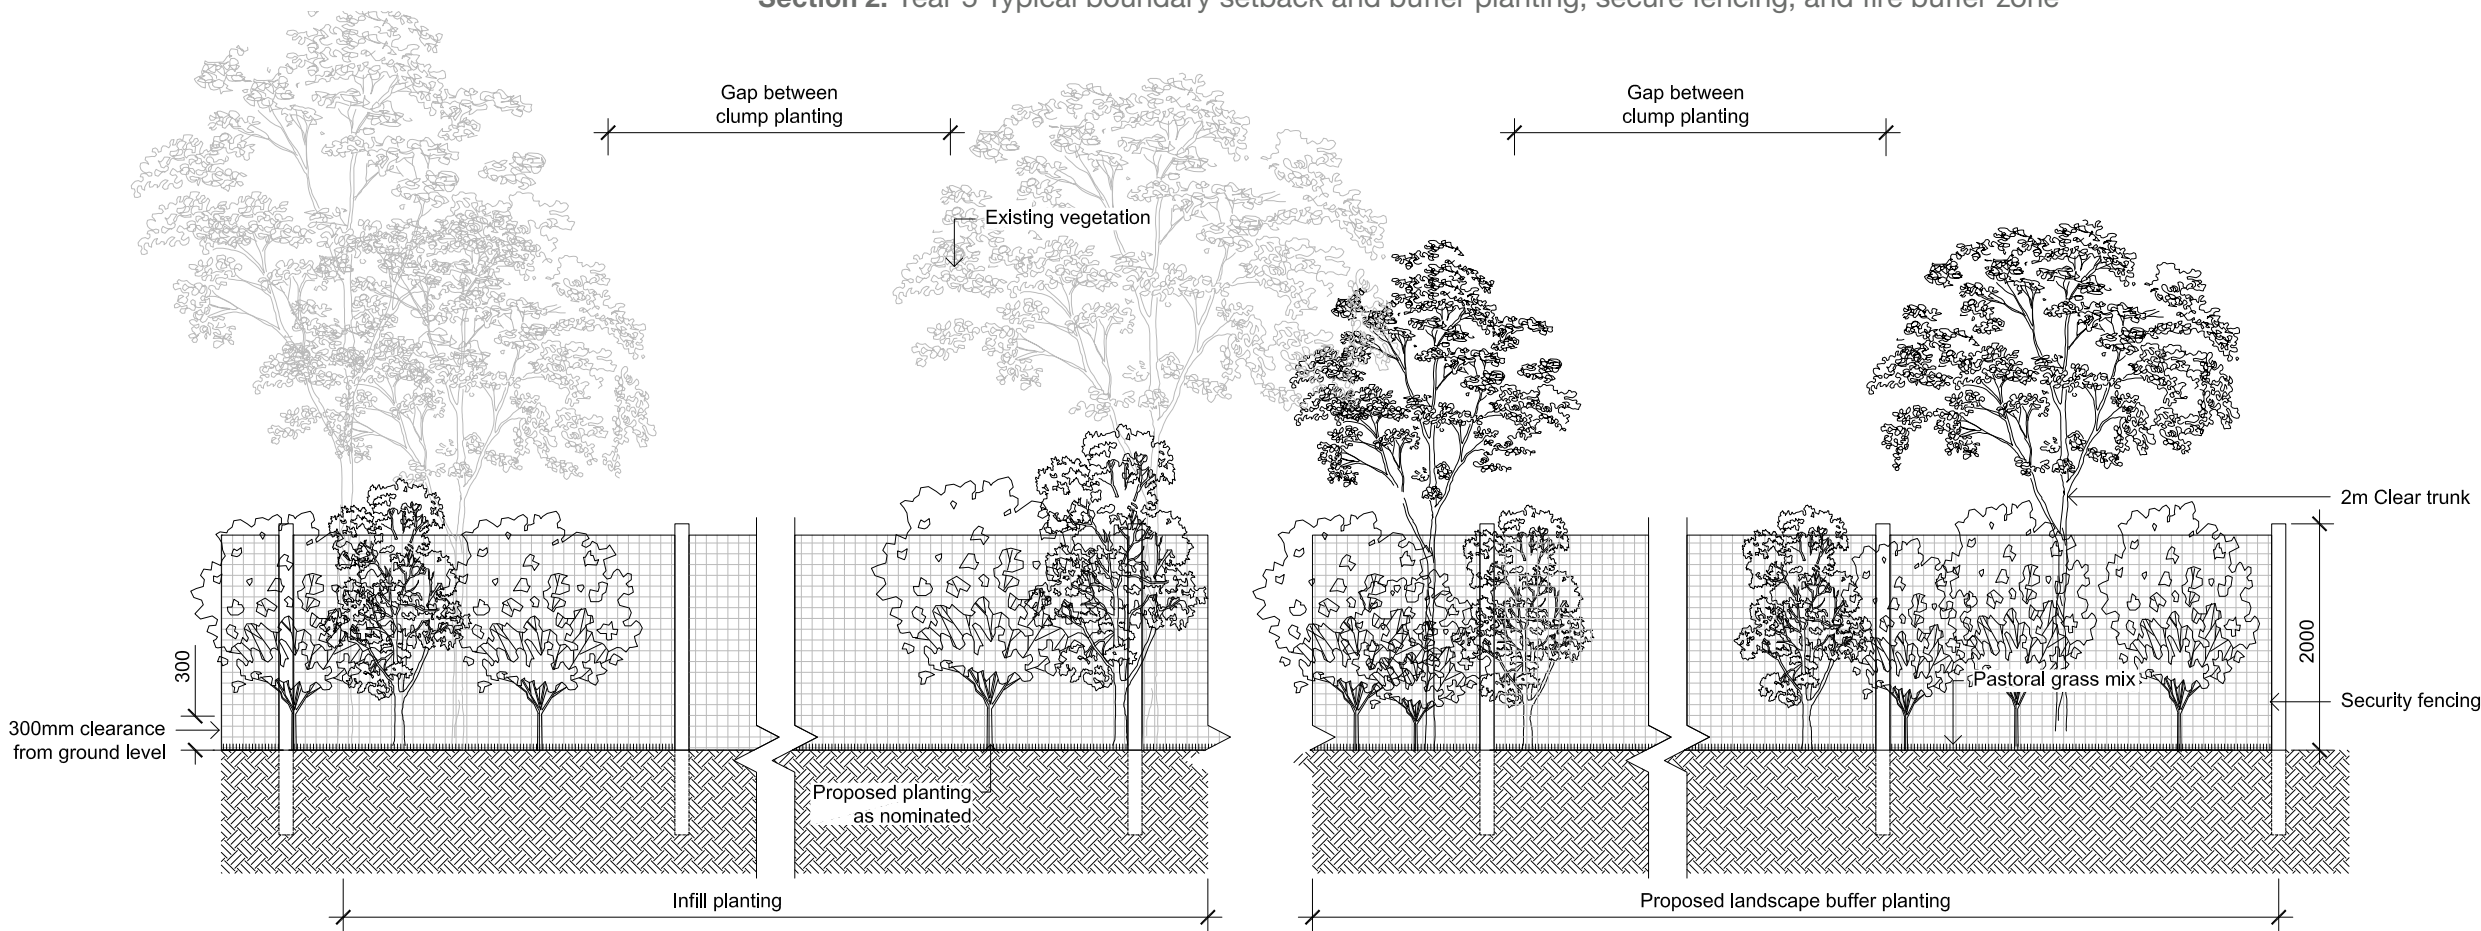 Section 2. Year 5 Typical boundary setback and buffer planting, secure fencing, and fire buffer zone
Gap between
clump planting
Gap between
clump planting
Existing vegetation
2m Clear trunk
300
2000
Pastoral grass mix
300mm clearance
from ground level
Security fencing
Proposed planting
as nominated
Infill planting
Proposed landscape buffer planting